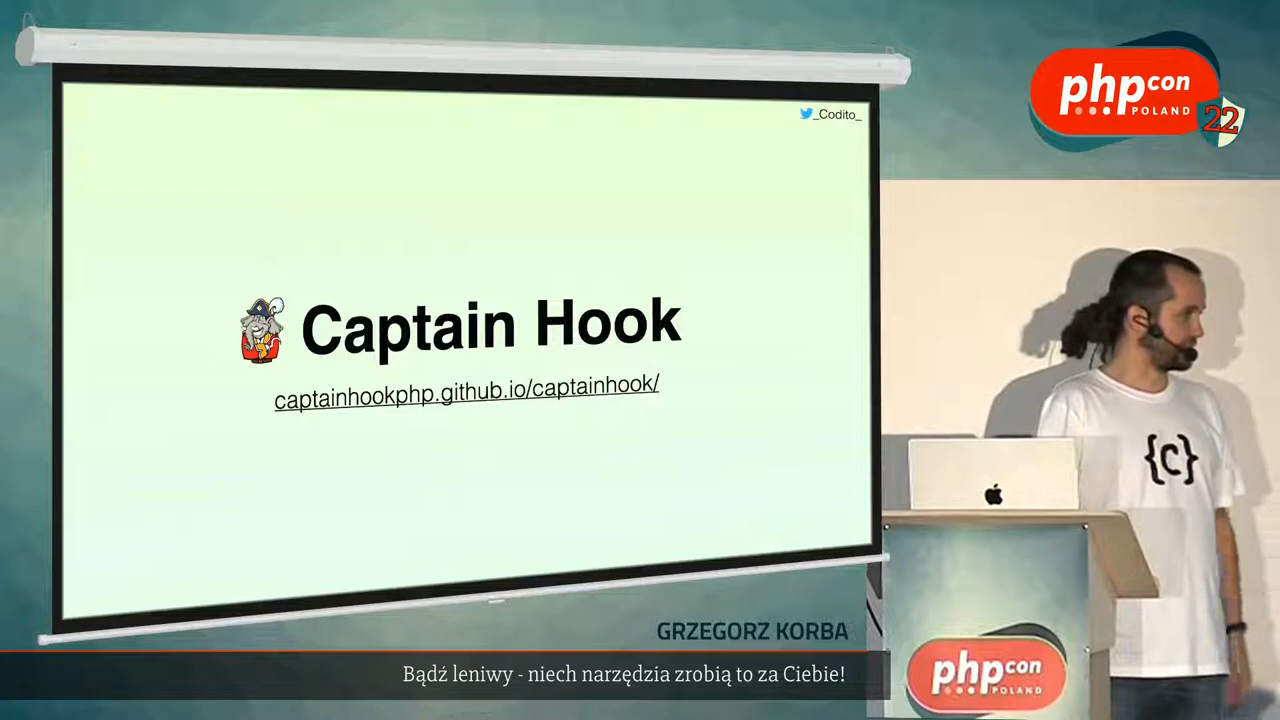 _Codito_
Captain Hook
captainhookphp.github.io/captainhook/
php con
POLAND
22
{c}
GRZEGORZ KORBA
Bądź leniwy - niech narzędzia zrobią to za Ciebie!
php con
POLAND